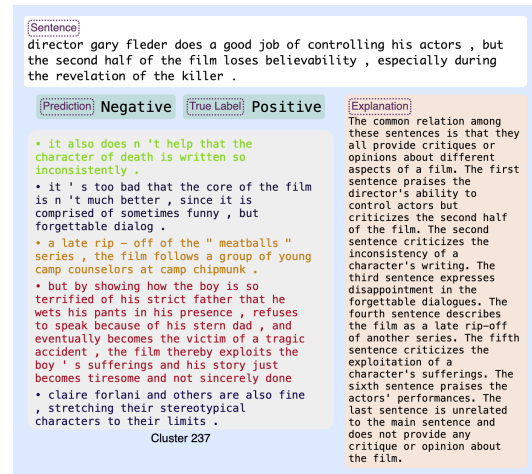 Sentence
director gary fleder does a good job of controlling his actors , but
the second half of the film loses believability , especially during
the revelation of the killer .
Prediction Negative
True Label Positive
• it also does n 't help that the
character of death is written so
inconsistently .
• it ' s too bad that the core of the film
is n 't much better , since it is
comprised of sometimes funny , but
forgettable dialog .
• a late rip – off of the " meatballs "
series , the film follows a group of young
camp counselors at camp chipmunk .
• but by showing how the boy is so
terrified of his strict father that he
wets his pants in his presence , refuses
to speak because of his stern dad , and
eventually becomes the victim of a tragic
accident , the film thereby exploits the
boy ' s sufferings and his story just
becomes tiresome and not sincerely done
• claire forlani and others are also fine
, stretching their stereotypical
characters to their limits .
Cluster 237
Explanation
The common relation among
these sentences is that they
all provide critiques or
opinions about different
aspects of a film. The first
sentence praises the
director's ability to
control actors but
criticizes the second half
of the film. The second
sentence criticizes the
inconsistency of a
character's writing. The
third sentence expresses
disappointment in the
forgettable dialogues. The
fourth sentence describes
the film as a late rip-off
of another series. The fifth
sentence criticizes the
exploitation of a
character's sufferings. The
sixth sentence praises the
actors' performances. The
last sentence is unrelated
to the main sentence and
does not provide any
critique or opinion about
the film.